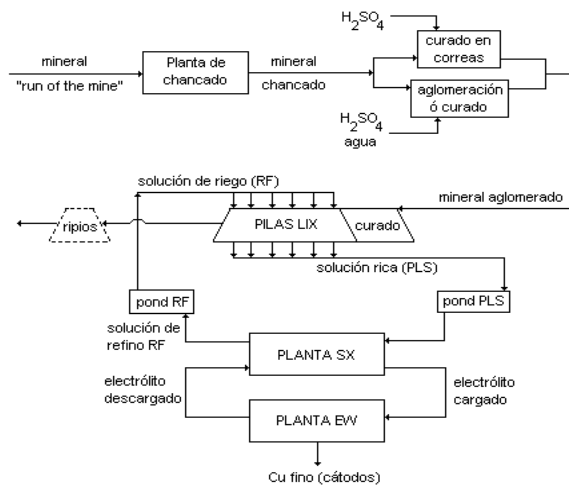 H2SO4
mineral
"run of the mine"
Planta de
chancado
mineral
chancado
curado en
correas
aglomeración
ó curado
H2SO4
agua
solución de riego (RF)
mineral aglomerado
ripios
PILAS LIX
curado
solución rica (PLS)
pond RF
pond PLS
solución de
refino RF
PLANTA SX
electrólito
descargado
electrólito
cargado
PLANTA EW
Cu fino (cátodos)